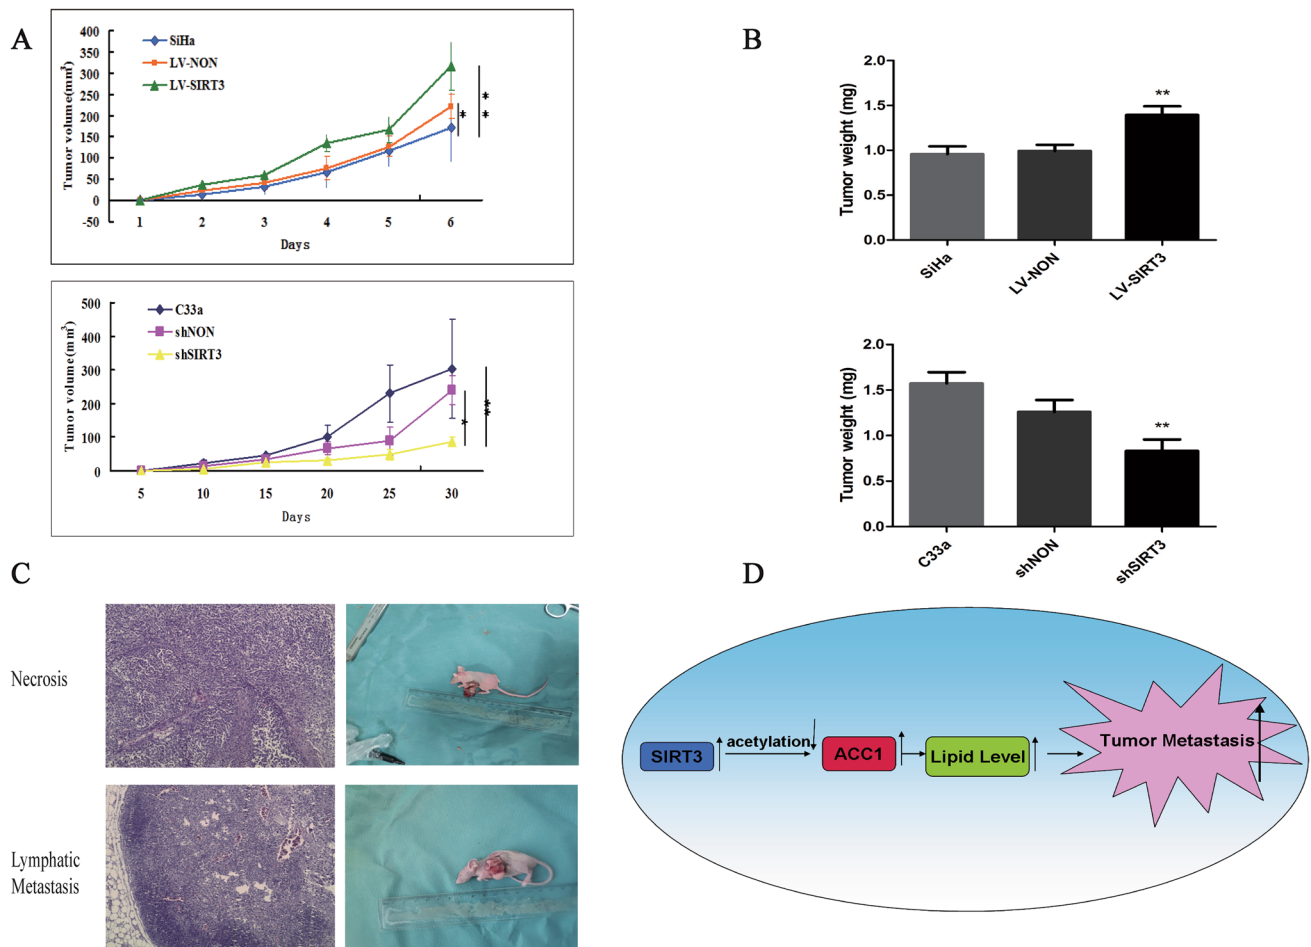 A
SiHa
LV-NON
LV-SIRT3
Tumor volume(mm³)
400
350
300
250
200
150
100
50
0
-50
1 2 3 4 5 6
Days
*
**
C33a
shNON
shSIRT3
Tumor volume(mm³)
500
400
300
200
100
0
5 10 15 20 25 30
Days
*
**
B
Tumor weight (mg)
2.0
1.5
1.0
0.5
0.0
**
SiHa
LV-NON
LV-SIRT3
Tumor weight (mg)
2.0
1.5
1.0
0.5
0.0
**
C33a
shNON
shSIRT3
C
Necrosis
Lymphatic
Metastasis
D
SIRT3
acetylation
ACC1
Lipid Level
Tumor Metastasis